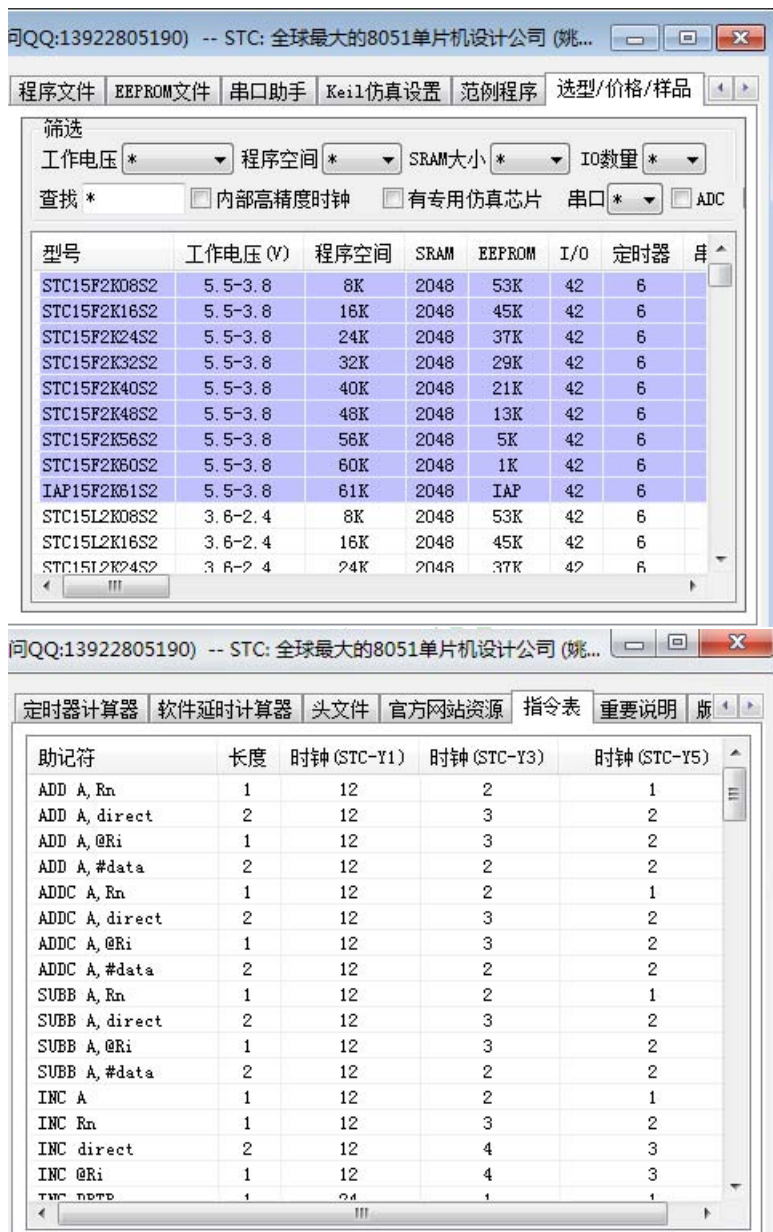 问QQ:13922805190) -- STC: 全球最大的8051单片机设计公司 (姚...
程序文件 EEPROM文件 串口助手 Keil仿真设置 范例程序 选型/价格/样品
筛选
工作电压 * 程序空间 * SRAM大小 * IO数量 *
查找 * 内部高精度时钟 有专用仿真芯片 串口 * ADC
型号 工作电压(V) 程序空间 SRAM EEPROM I/O 定时器 串
STC15F2K08S2 5.5-3.8 8K 2048 53K 42 6
STC15F2K16S2 5.5-3.8 16K 2048 45K 42 6
STC15F2K24S2 5.5-3.8 24K 2048 37K 42 6
STC15F2K32S2 5.5-3.8 32K 2048 29K 42 6
STC15F2K40S2 5.5-3.8 40K 2048 21K 42 6
STC15F2K48S2 5.5-3.8 48K 2048 13K 42 6
STC15F2K56S2 5.5-3.8 56K 2048 5K 42 6
STC15F2K60S2 5.5-3.8 60K 2048 1K 42 6
IAP15F2K61S2 5.5-3.8 61K 2048 IAP 42 6
STC15L2K08S2 3.6-2.4 8K 2048 53K 42 6
STC15L2K16S2 3.6-2.4 16K 2048 45K 42 6
STC15L2K24S2 3.6-2.4 24K 2048 37K 42 6
问QQ:13922805190) -- STC: 全球最大的8051单片机设计公司 (姚...
定时器计算器 软件延时计算器 头文件 官方网站资源 指令表 重要说明 版
助记符 长度 时钟(STC-Y1) 时钟(STC-Y3) 时钟(STC-Y5)
ADD A,Rn 1 12 2 1
ADD A,direct 2 12 3 2
ADD A,@Ri 1 12 3 2
ADD A,#data 2 12 2 2
ADDC A,Rn 1 12 2 1
ADDC A,direct 2 12 3 2
ADDC A,@Ri 1 12 3 2
ADDC A,#data 2 12 2 2
SUBB A,Rn 1 12 2 1
SUBB A,direct 2 12 3 2
SUBB A,@Ri 1 12 3 2
SUBB A,#data 2 12 2 2
INC A 1 12 2 1
INC Rn 1 12 3 2
INC direct 2 12 4 3
INC @Ri 1 12 4 3
INC DPTR 1 24 1 1